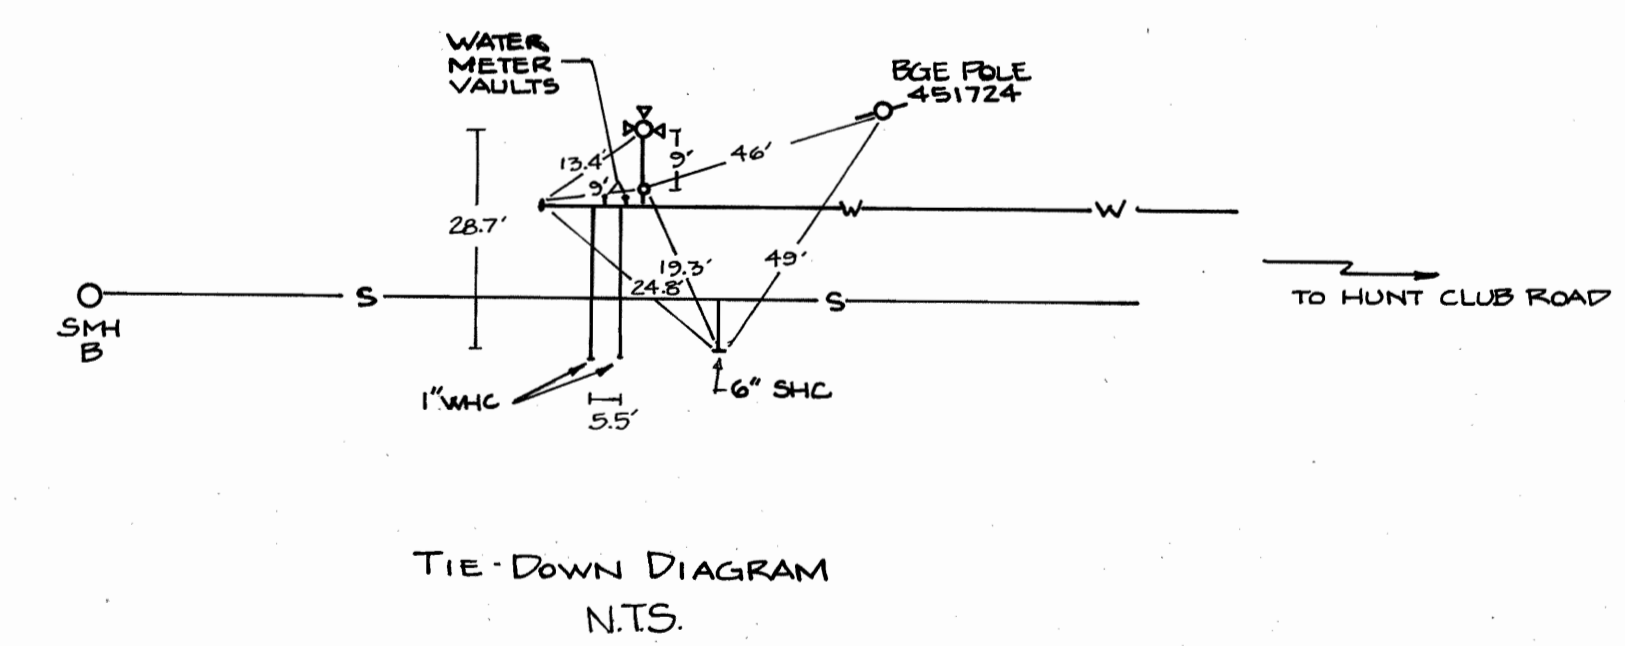 WATER
METER
VAULTS
BGE POLE
451724
13.4'
9'
9'
46'
28.7'
W
W
19.3'
49'
24.8'
S
S
SMH
B
TO HUNT CLUB ROAD
1" WHC
6" SHC
5.5'
TIE-DOWN DIAGRAM
N.T.S.